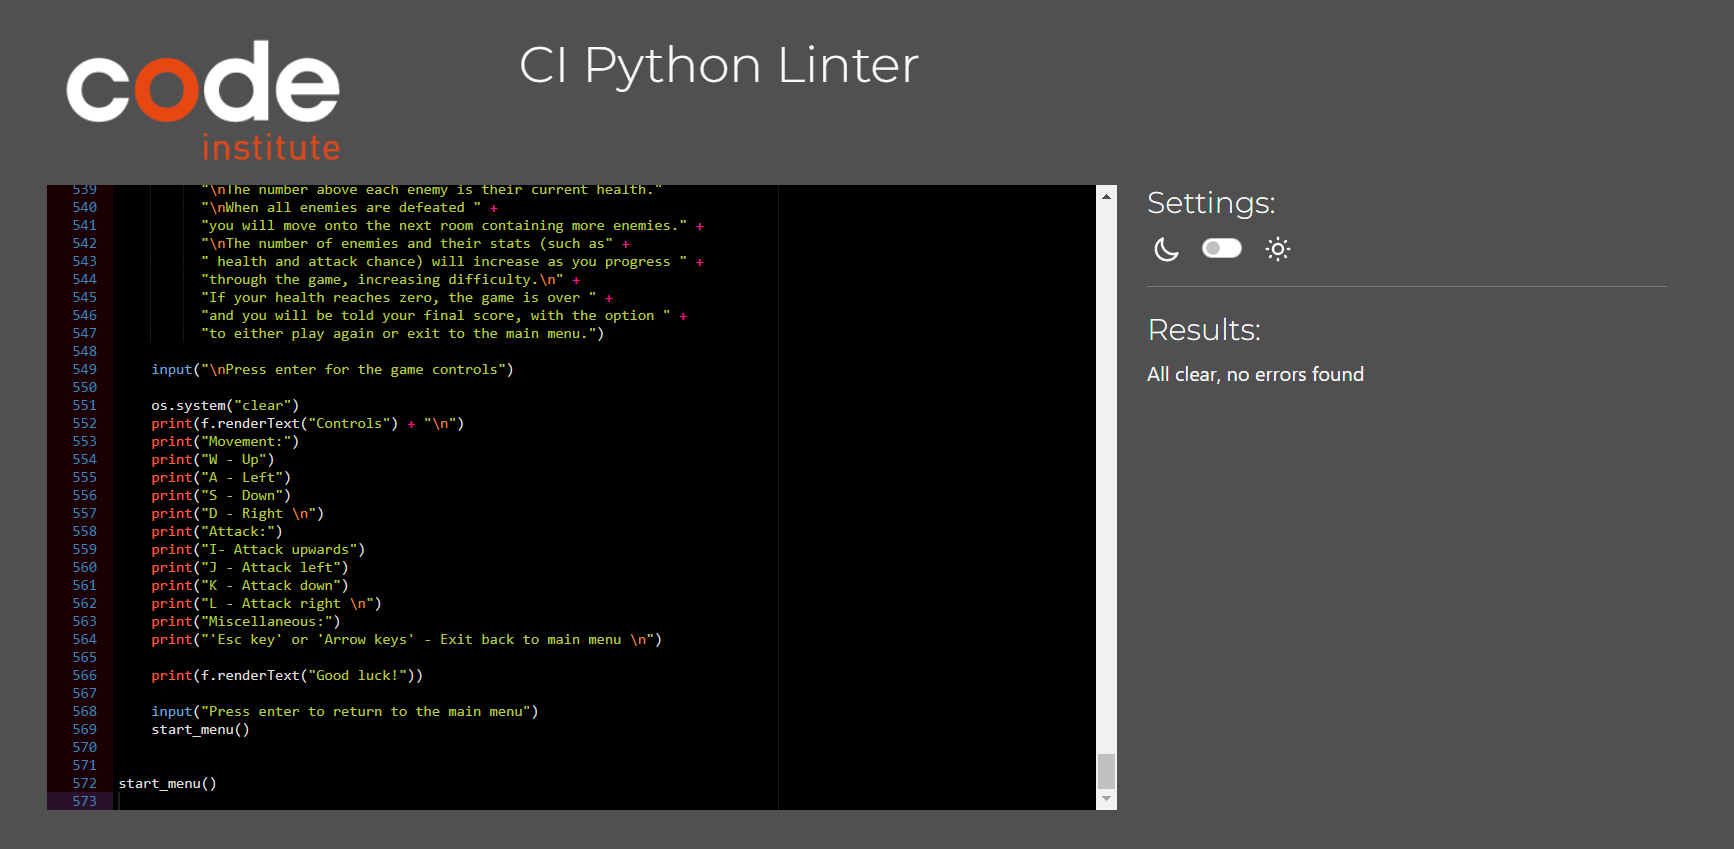 code
institute
CI Python Linter
539 "\nThe number above each enemy is their current health."
540 "\nWhen all enemies are defeated " +
541 "you will move onto the next room containing more enemies." +
542 "\nThe number of enemies and their stats (such as" +
543 " health and attack chance) will increase as you progress " +
544 "through the game, increasing difficulty.\n" +
545 "If your health reaches zero, the game is over " +
546 "and you will be told your final score, with the option " +
547 "to either play again or exit to the main menu.")
548
549 input("\nPress enter for the game controls")
550
551 os.system("clear")
552 print(f.renderText("Controls") + "\n")
553 print("Movement:")
554 print("W - Up")
555 print("A - Left")
556 print("S - Down")
557 print("D - Right \n")
558 print("Attack:")
559 print("I- Attack upwards")
560 print("J - Attack left")
561 print("K - Attack down")
562 print("L - Attack right \n")
563 print("Miscellaneous:")
564 print("'Esc key' or 'Arrow keys' - Exit back to main menu \n")
565
566 print(f.renderText("Good luck!"))
567
568 input("Press enter to return to the main menu")
569 start_menu()
570
571
572 start_menu()
573
Settings:
Results:
All clear, no errors found